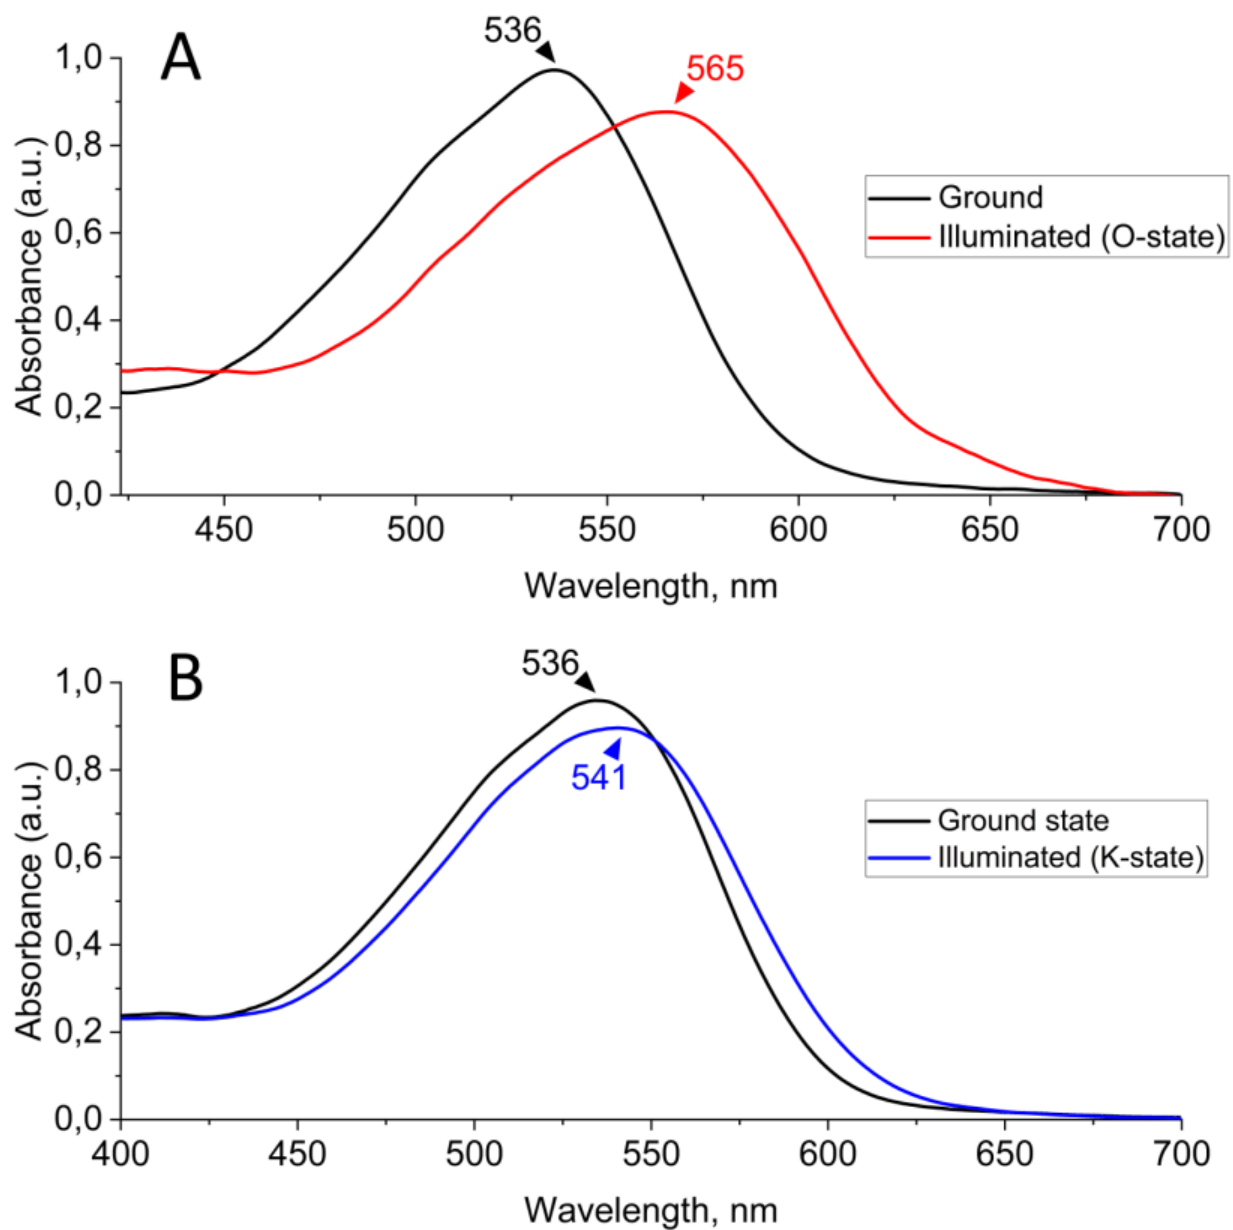 A
536
565
1,0
0,8
0,6
0,4
0,2
0,0
Absorbance (a.u.)
Ground
Illuminated (O-state)
450 500 550 600 650 700
Wavelength, nm
B
536
541
1,0
0,8
0,6
0,4
0,2
0,0
Absorbance (a.u.)
Ground state
Illuminated (K-state)
400 450 500 550 600 650 700
Wavelength, nm